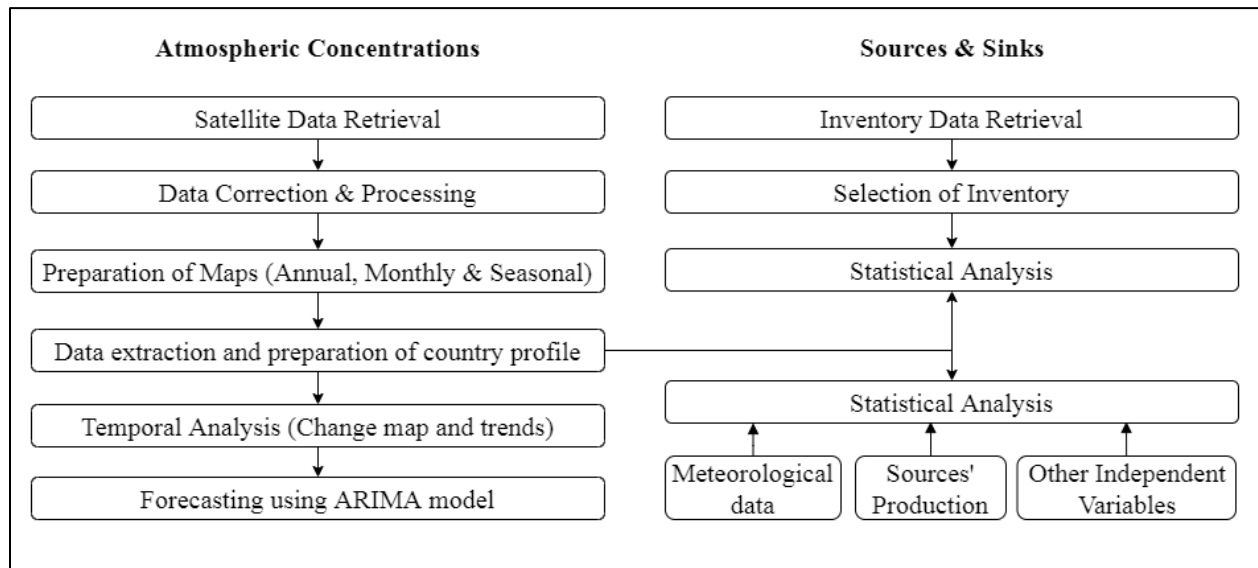 Atmospheric Concentrations
Satellite Data Retrieval
Data Correction & Processing
Preparation of Maps (Annual, Monthly & Seasonal)
Data extraction and preparation of country profile
Temporal Analysis (Change map and trends)
Forecasting using ARIMA model
Sources & Sinks
Inventory Data Retrieval
Selection of Inventory
Statistical Analysis
Statistical Analysis
Meteorological
data
Sources'
Production
Other Independent
Variables